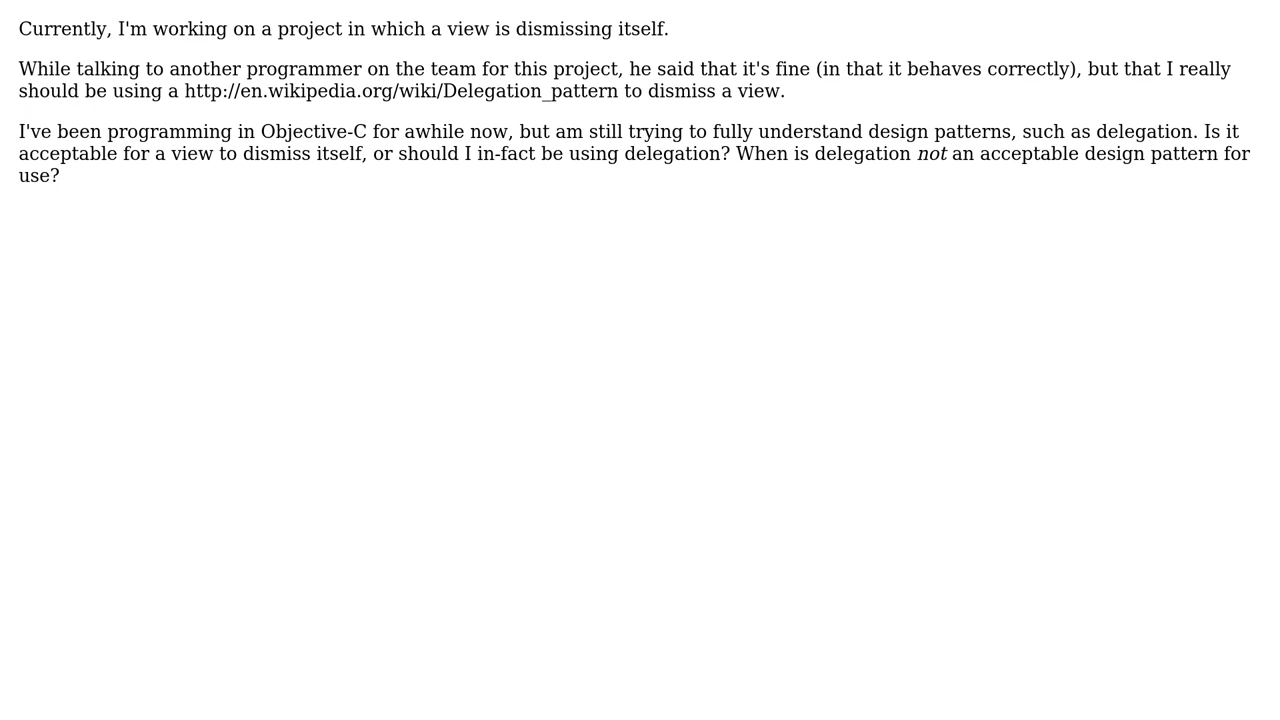 Currently, I'm working on a project in which a view is dismissing itself.
While talking to another programmer on the team for this project, he said that it's fine (in that it behaves correctly), but that I really
should be using a http://en.wikipedia.org/wiki/Delegation_pattern to dismiss a view.
I've been programming in Objective-C for awhile now, but am still trying to fully understand design patterns, such as delegation. Is it
acceptable for a view to dismiss itself, or should I in-fact be using delegation? When is delegation not an acceptable design pattern for
use?